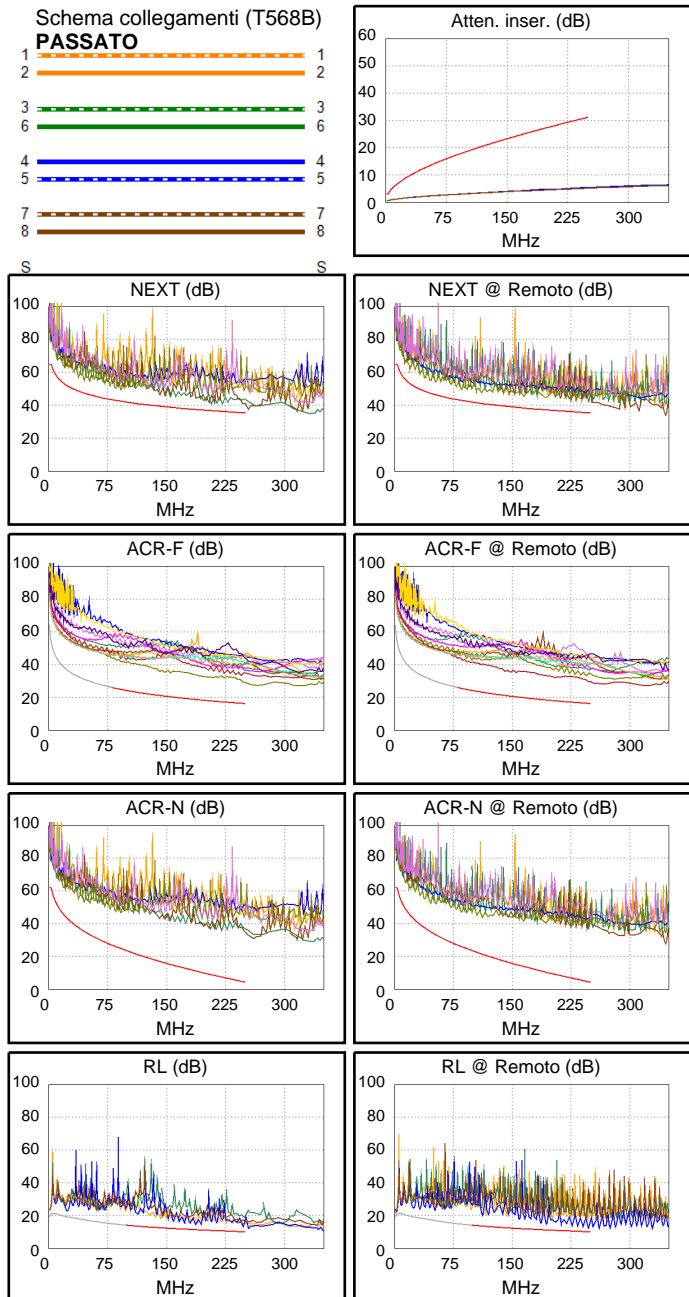 Schema collegamenti (T568B)
PASSATO
1 1
2 2
3 3
6 6
4 4
5 5
7 7
8 8
S S
Atten. inser. (dB)
60
50
40
30
20
10
0
0 75 150 225 300
MHz
NEXT (dB)
100
80
60
40
20
0
0 75 150 225 300
MHz
NEXT @ Remoto (dB)
100
80
60
40
20
0
0 75 150 225 300
MHz
ACR-F (dB)
100
80
60
40
20
0
0 75 150 225 300
MHz
ACR-F @ Remoto (dB)
100
80
60
40
20
0
0 75 150 225 300
MHz
ACR-N (dB)
100
80
60
40
20
0
0 75 150 225 300
MHz
ACR-N @ Remoto (dB)
100
80
60
40
20
0
0 75 150 225 300
MHz
RL (dB)
100
80
60
40
20
0
0 75 150 225 300
MHz
RL @ Remoto (dB)
100
80
60
40
20
0
0 75 150 225 300
MHz